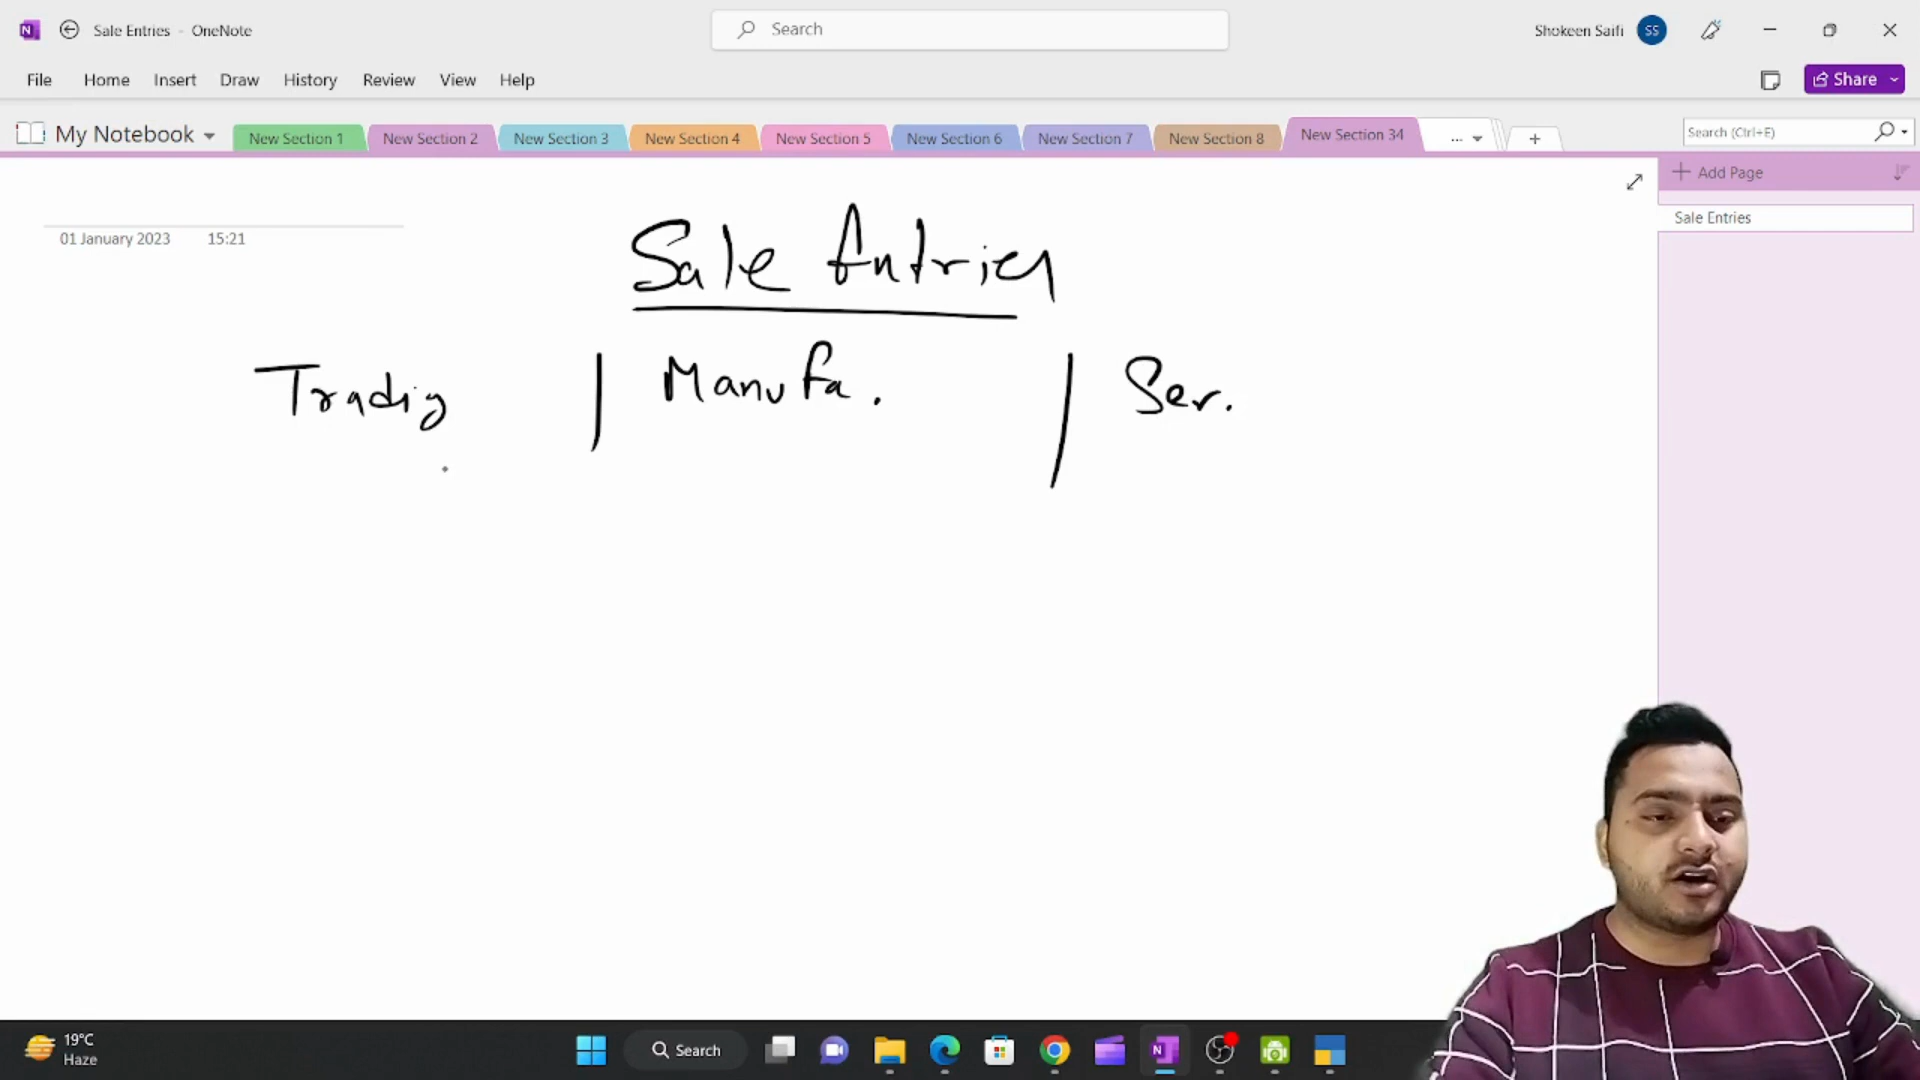 Sale Entries - OneNote
Search
Shokeen Saifi SS
File Home Insert Draw History Review View Help
Share
My Notebook
New Section 1 New Section 2 New Section 3 New Section 4 New Section 5 New Section 6 New Section 7 New Section 8 New Section 34 ... +
Search (Ctrl+E)
+ Add Page
Sale Entries
01 January 2023 15:21
Sale Entries
Tradig | Manufa. | Ser.
19°C
Haze
Search